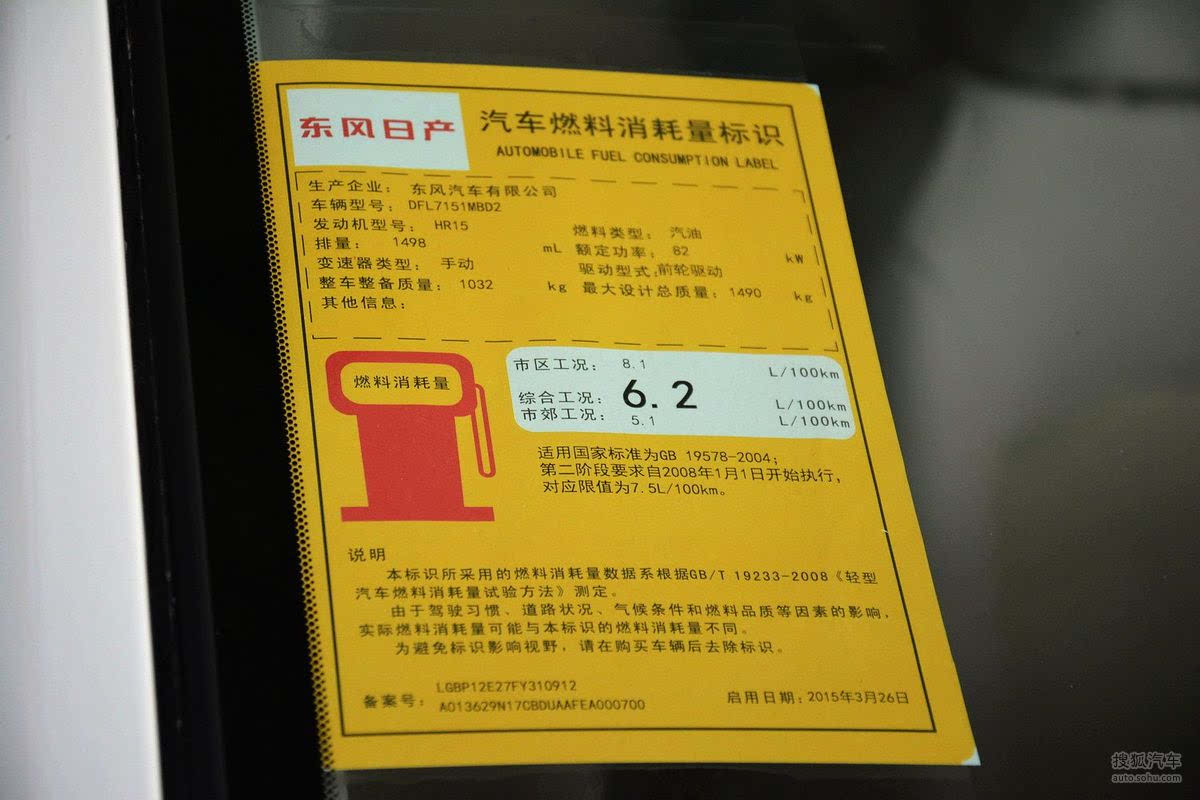 东风日产
汽车燃料消耗量标识
AUTOMOBILE FUEL CONSUMPTION LABEL
生产企业: 东风汽车有限公司
车辆型号: DFL7151MBD2
发动机型号: HR15 燃料类型: 汽油
排量: 1498 mL 额定功率: 82 kW
变速器类型: 手动 驱动型式:前轮驱动
整车整备质量: 1032 kg 最大设计总质量: 1490 kg
其他信息:
燃料消耗量
市区工况: 8.1 L/100km
综合工况: 6.2 L/100km
市郊工况: 5.1 L/100km
适用国家标准为GB 19578-2004;
第二阶段要求自2008年1月1日开始执行,
对应限值为7.5L/100km。
说明
本标识所采用的燃料消耗量数据系根据GB/T 19233-2008《轻型
汽车燃料消耗量试验方法》测定。
由于驾驶习惯、道路状况、气候条件和燃料品质等因素的影响,
实际燃料消耗量可能与本标识的燃料消耗量不同。
为避免标识影响视野,请在购买车辆后去除标识。
备案号: LGBP12E27FY310912
A013629N17CBDUAAFEA000700
启用日期:2015年3月26日
搜狐汽车
auto.sohu.com